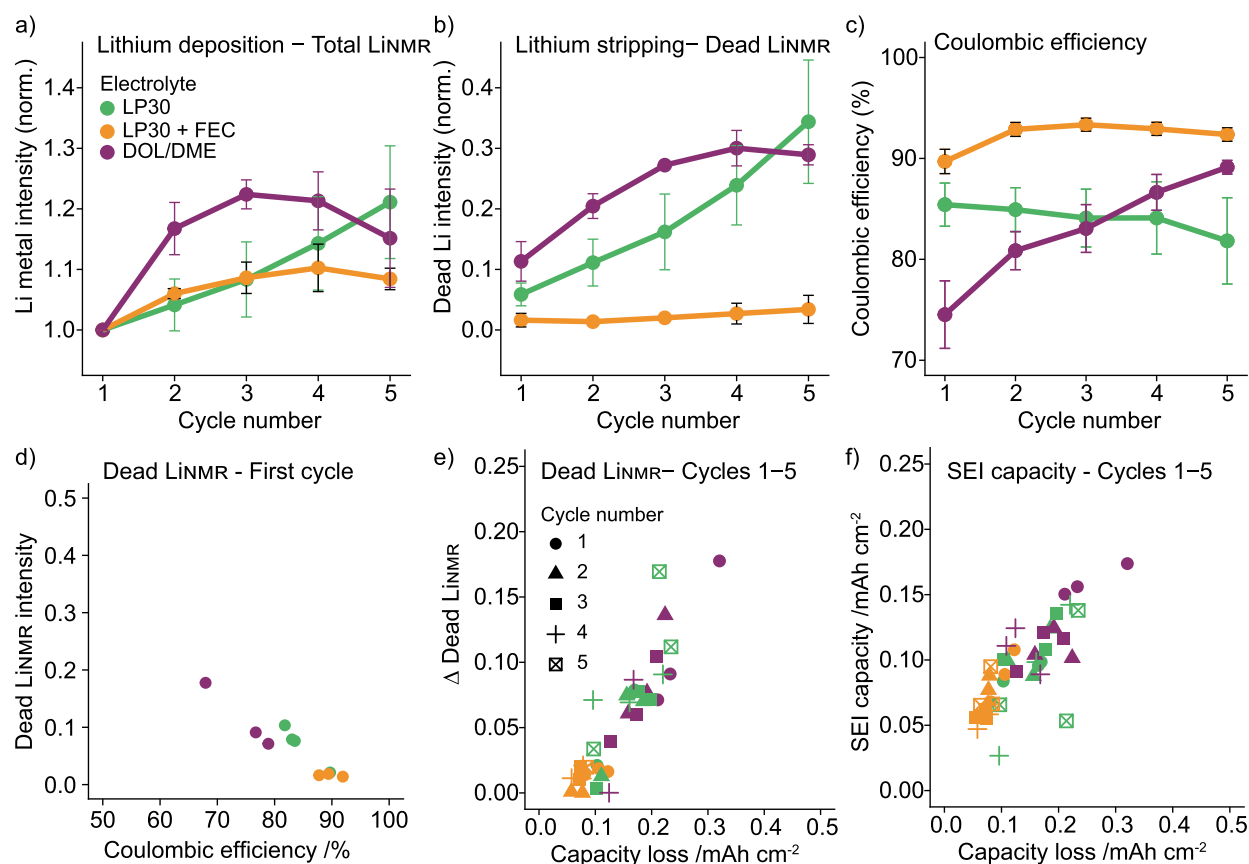 a) Lithium deposition – Total LiNMR
Li metal intensity (norm.)
1.4
1.3
1.2
1.1
1.0
Electrolyte
LP30
LP30 + FEC
DOL/DME
1 2 3 4 5
Cycle number
b) Lithium stripping– Dead LiNMR
Dead Li intensity (norm.)
0.4
0.3
0.2
0.1
0.0
1 2 3 4 5
Cycle number
c) Coulombic efficiency
Coulombic efficiency (%)
100
90
80
70
1 2 3 4 5
Cycle number
d) Dead LiNMR - First cycle
Dead LiNMR intensity
0.5
0.4
0.3
0.2
0.1
0.0
50 60 70 80 90 100
Coulombic efficiency /%
e) Dead LiNMR– Cycles 1–5
Δ Dead LiNMR
0.25
0.20
0.15
0.10
0.05
0.00
Cycle number
1
2
3
4
5
0.0 0.1 0.2 0.3 0.4 0.5
Capacity loss /mAh cm⁻²
f) SEI capacity - Cycles 1–5
SEI capacity /mAh cm⁻²
0.25
0.20
0.15
0.10
0.05
0.00
0.0 0.1 0.2 0.3 0.4 0.5
Capacity loss /mAh cm⁻²